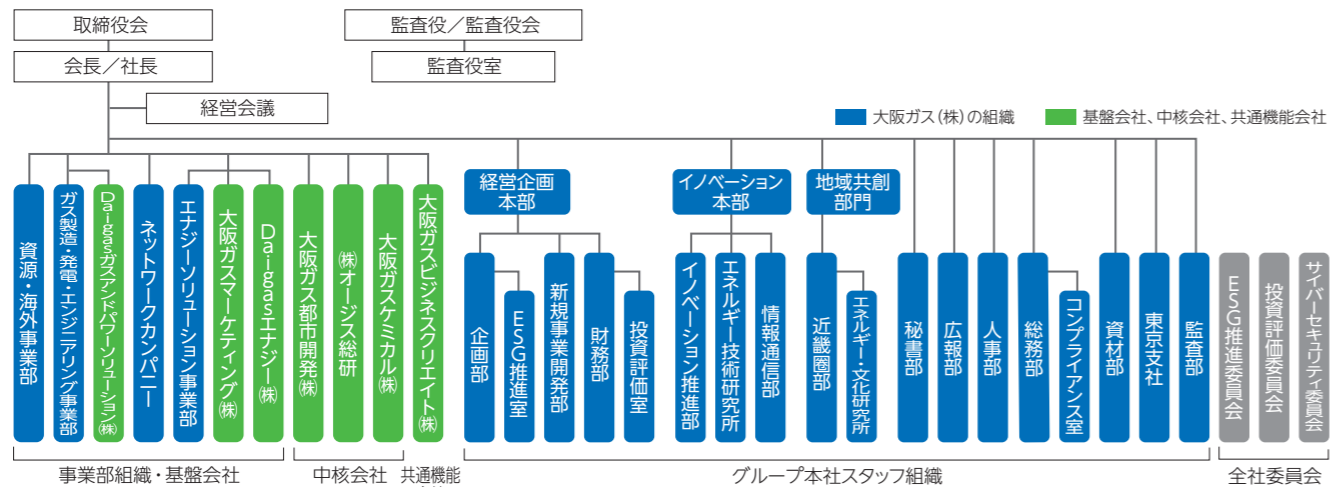 取締役会
監査役／監査役会
会長／社長
監査役室
経営会議
大阪ガス(株)の組織
基盤会社、中核会社、共通機能会社
資源・海外事業部
ガス製造・発電・エンジニアリング事業部
Daigasガスアンドパワーソリューション㈱
ネットワークカンパニー
エナジーソリューション事業部
大阪ガスマーケティング㈱
Daigasエナジー㈱
大阪ガス都市開発㈱
㈱オージス総研
大阪ガスケミカル㈱
大阪ガスビジネスクリエイト㈱
経営企画
本部
企画部
ESG推進室
新規事業開発部
財務部
投資評価室
イノベーション
本部
イノベーション推進部
エネルギー技術研究所
情報通信部
地域共創
部門
近畿圏部
エネルギー・文化研究所
秘書部
広報部
人事部
総務部
コンプライアンス室
資材部
東京支社
監査部
ESG推進委員会
投資評価委員会
サイバーセキュリティ委員会
事業部組織・基盤会社
中核会社
共通機能
グループ本社スタッフ組織
全社委員会